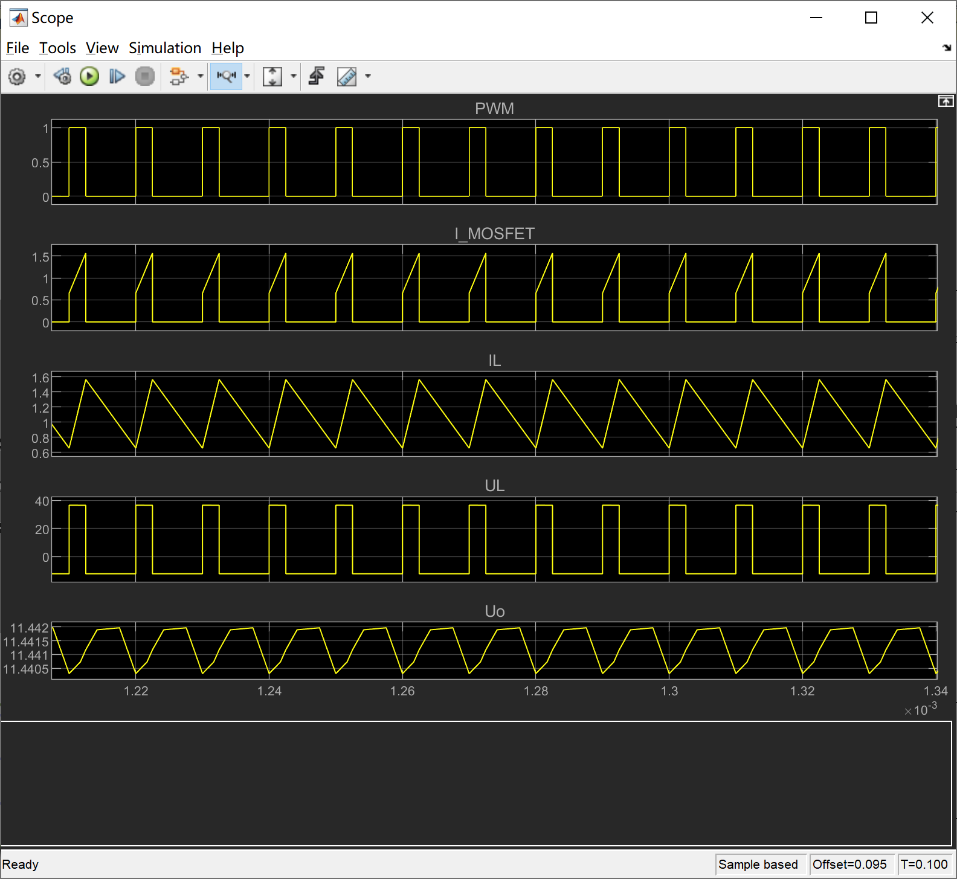 Scope
File Tools View Simulation Help
PWM
1
0.5
0
I_MOSFET
1.5
1
0.5
0
IL
1.6
1.4
1.2
1
0.8
0.6
UL
40
20
0
Uo
11.442
11.4415
11.441
11.4405
1.22 1.24 1.26 1.28 1.3 1.32 1.34
×10-3
Ready Sample based Offset=0.095 T=0.100